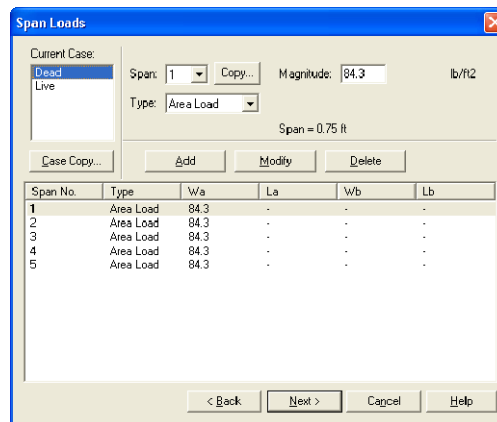 Span Loads
Current Case:
Dead
Live
Span: 1 Copy... Magnitude: 84.3 lb/ft2
Type: Area Load
Span = 0.75 ft
Case Copy... Add Modify Delete
Span No. Type Wa La Wb Lb
1 Area Load 84.3 - - -
2 Area Load 84.3 - - -
3 Area Load 84.3 - - -
4 Area Load 84.3 - - -
5 Area Load 84.3 - - -
< Back Next > Cancel Help